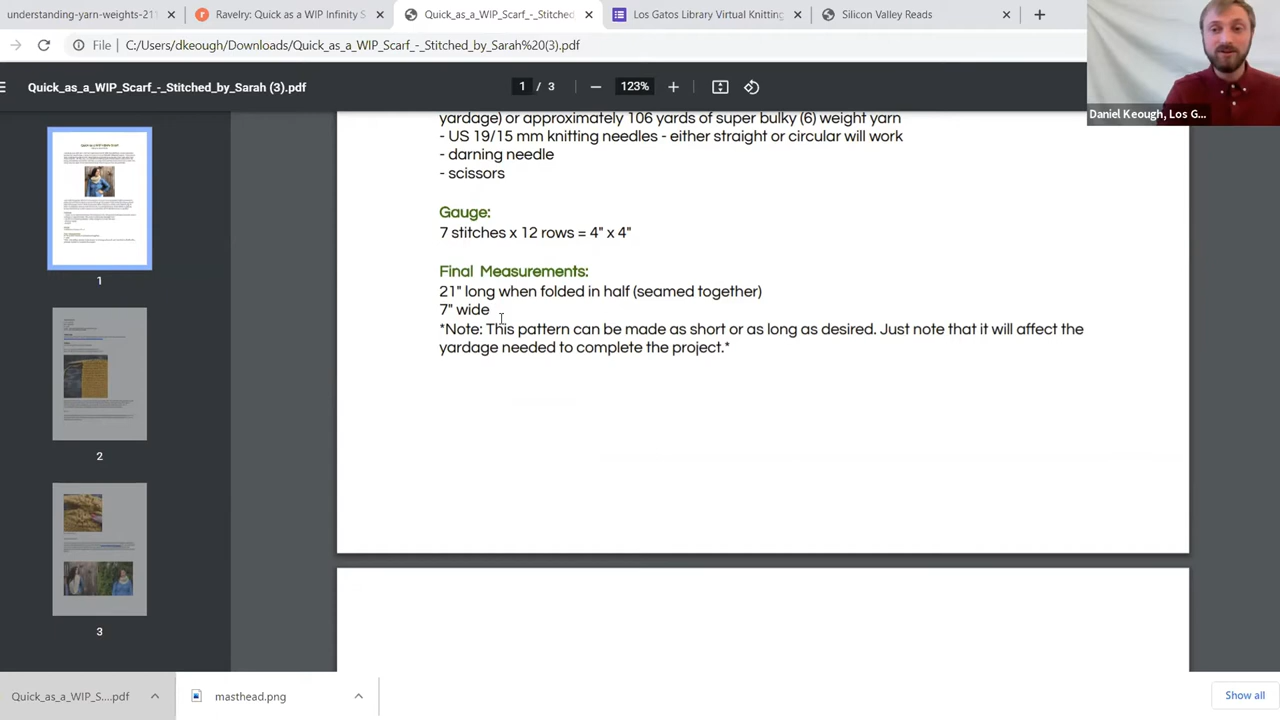 understanding-yarn-weights-211
Ravelry: Quick as a WIP Infinity S
Quick_as_a_WIP_Scarf_-_Stitched
Los Gatos Library Virtual Knitting
Silicon Valley Reads
File
C:/Users/dkeough/Downloads/Quick_as_a_WIP_Scarf_-_Stitched_by_Sarah%20(3).pdf
Quick_as_a_WIP_Scarf_-_Stitched_by_Sarah (3).pdf
1 / 3
123%
Daniel Keough, Los G...
yardage) or approximately 106 yards of super bulky (6) weight yarn
- US 19/15 mm knitting needles - either straight or circular will work
- darning needle
- scissors
Gauge:
7 stitches x 12 rows = 4" x 4"
Final Measurements:
21" long when folded in half (seamed together)
7" wide
*Note: This pattern can be made as short or as long as desired. Just note that it will affect the
yardage needed to complete the project.*
1
2
3
Quick_as_a_WIP_S....pdf
masthead.png
Show all